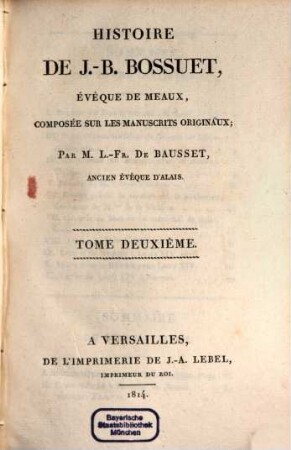 HISTOIRE
DE J.-B. BOSSUET,
ÉVÊQUE DE MEAUX,
COMPOSÉE SUR LES MANUSCRITS ORIGINAUX;
PAR M. L.-FR. DE BAUSSET,
ANCIEN ÉVÊQUE D'ALAIS.
TOME DEUXIÈME.
A VERSAILLES,
DE L'IMPRIMERIE DE J.-A. LEBEL,
IMPRIMEUR DU ROI.
1814.
Bayerische
Staatsbibliothek
München